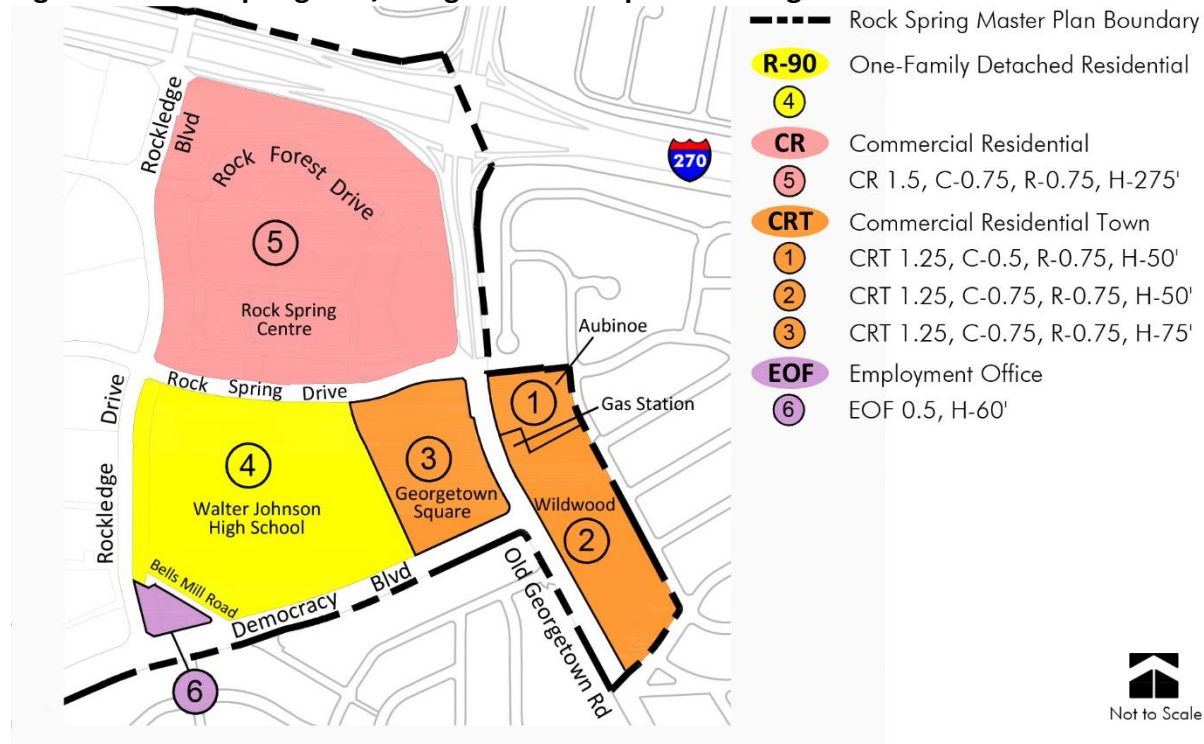 Rock Spring Master Plan Boundary
R-90 One-Family Detached Residential
4
CR Commercial Residential
5 CR 1.5, C-0.75, R-0.75, H-275'
CRT Commercial Residential Town
1 CRT 1.25, C-0.5, R-0.75, H-50'
2 CRT 1.25, C-0.75, R-0.75, H-50'
3 CRT 1.25, C-0.75, R-0.75, H-75'
EOF Employment Office
6 EOF 0.5, H-60'
Rockledge
Blvd
Rock Forest Drive
270
5
Rock Spring
Centre
Aubinoe
Rock Spring Drive
1
Gas Station
Rockledge Drive
4
Walter Johnson
High School
3
Georgetown
Square
Wildwood
2
Bells Mill Road
Democracy Blvd
Old Georgetown Rd
6
Not to Scale